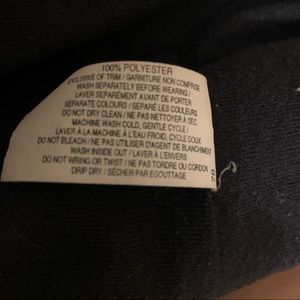 100% POLYESTER
EXCLUSIVE OF TRIM / GARNITURE NON COMPRISE
WASH SEPARATELY BEFORE WEARING /
LAVER SEPARÉMENT AVANT DE PORTER
SEPARATE COLOURS / SEPARÉ LES COULEURS
DO NOT DRY CLEAN / NE PAS NETTOYER À SEC
MACHINE WASH COLD, GENTLE CYCLE /
LAVER À LA MACHINE À L'EAU FROID, CYCLE DOUX
DO NOT BLEACH / NE PAS UTILISER D'AGENT DE BLANCHIMENT
WASH INSIDE OUT / LAVER À L'ENVERS
DO NOT WRING OR TWIST / NE PAS TORDRE OU CORDON
DRIP DRY / SÉCHER PAR EGOUTTAGE